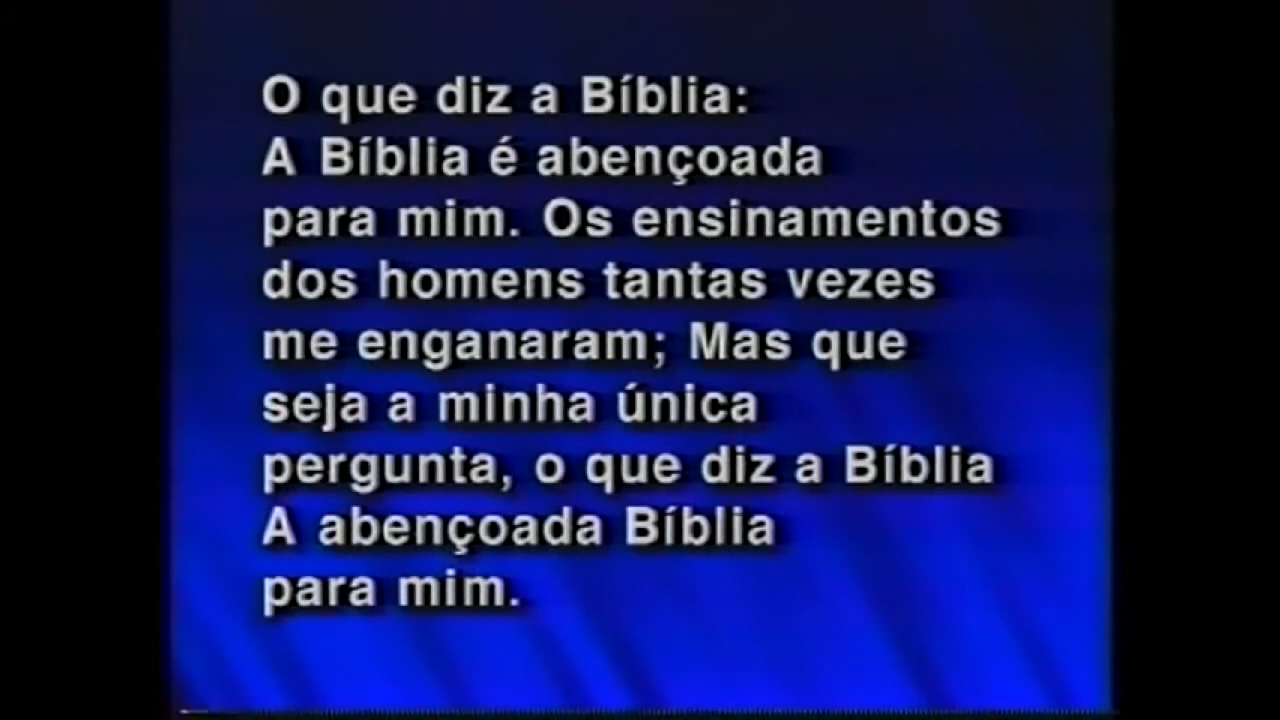 O que diz a Bíblia:
A Bíblia é abençoada
para mim. Os ensinamentos
dos homens tantas vezes
me enganaram; Mas que
seja a minha única
pergunta, o que diz a Bíblia
A abençoada Bíblia
para mim.